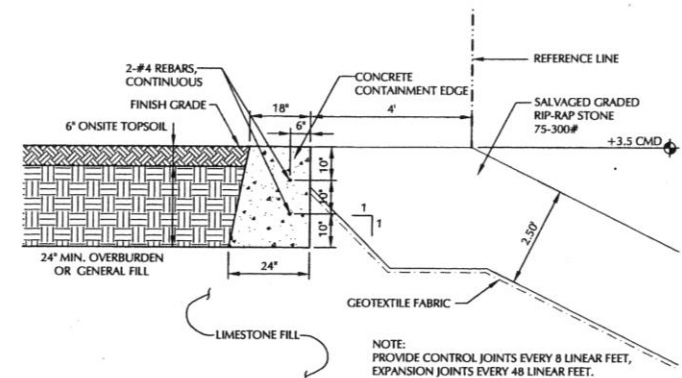 REFERENCE LINE
2-#4 REBARS,
CONTINUOUS
CONCRETE
CONTAINMENT EDGE
FINISH GRADE
18"
4'
SALVAGED GRADED
RIP-RAP STONE
75-300#
6" ONSITE TOPSOIL
6"
+3.5 CMD
10"
10"
10"
1
1
2.50'
24" MIN. OVERBURDEN
OR GENERAL FILL
24"
GEOTEXTILE FABRIC
LIMESTONE FILL
NOTE:
PROVIDE CONTROL JOINTS EVERY 8 LINEAR FEET,
EXPANSION JOINTS EVERY 48 LINEAR FEET.